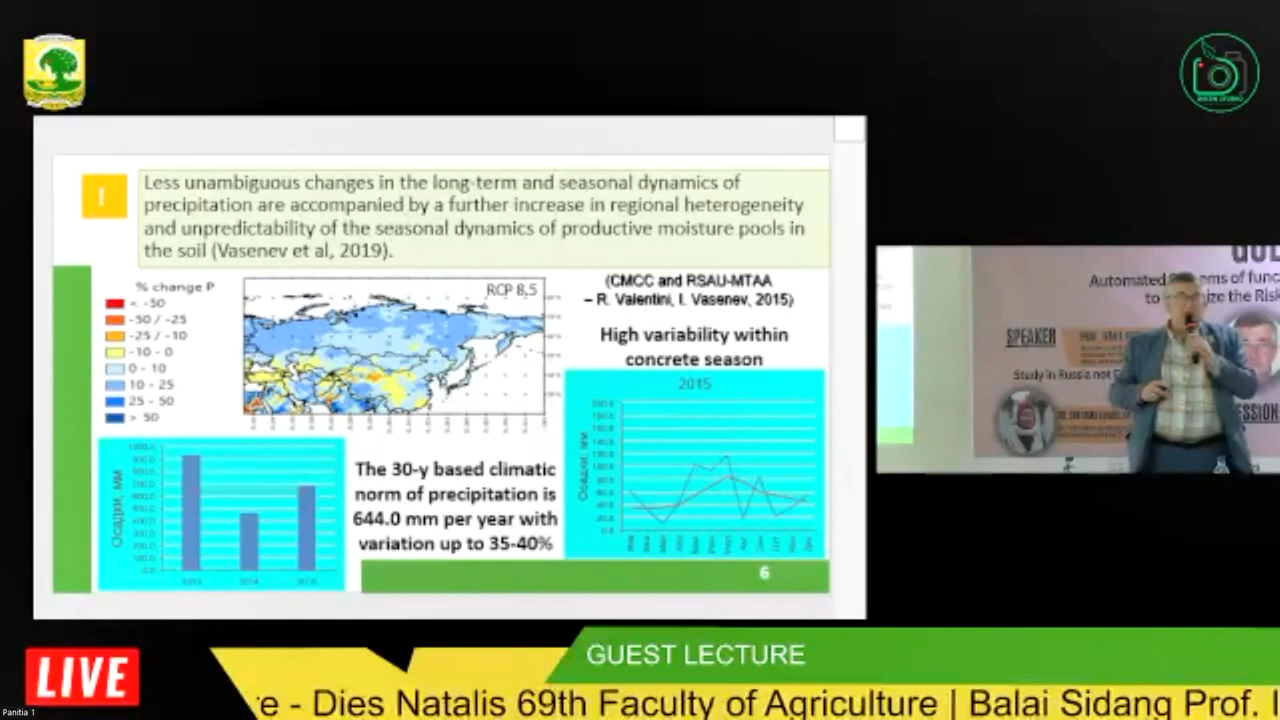 !
Less unambiguous changes in the long-term and seasonal dynamics of
precipitation are accompanied by a further increase in regional heterogeneity
and unpredictability of the seasonal dynamics of productive moisture pools in
the soil (Vasenev et al, 2019).
% change P
< -50
-50 / -25
-25 / -10
-10 - 0
0 - 10
10 - 25
25 - 50
> 50
RCP 8,5
(CMCC and RSAU-MTAA
– R. Valentini, I. Vasenev, 2015)
High variability within
concrete season
2015
Осадки, мм
The 30-y based climatic
norm of precipitation is
644.0 mm per year with
variation up to 35-40%
Осадки, мм
2013 2014 2015
6
Automated
SPEAKER
Study in Russia not
LIVE
GUEST LECTURE
e - Dies Natalis 69th Faculty of Agriculture | Balai Sidang Prof.
Panitia 1